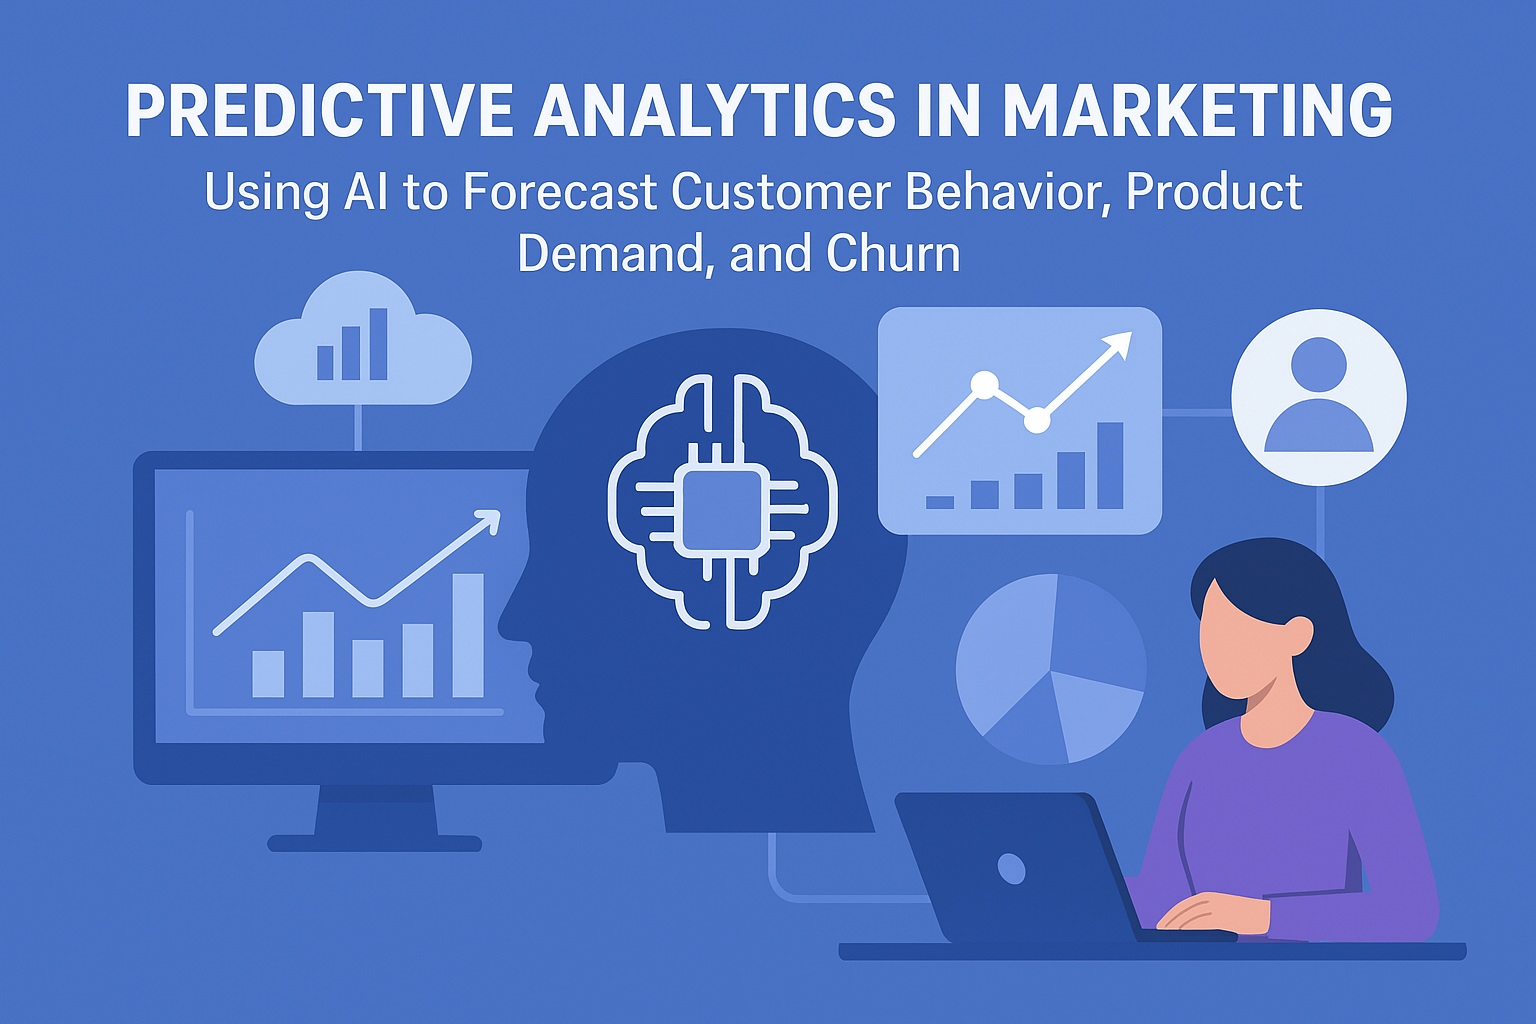 PREDICTIVE ANALYTICS IN MARKETING
Using AI to Forecast Customer Behavior, Product
Demand, and Churn